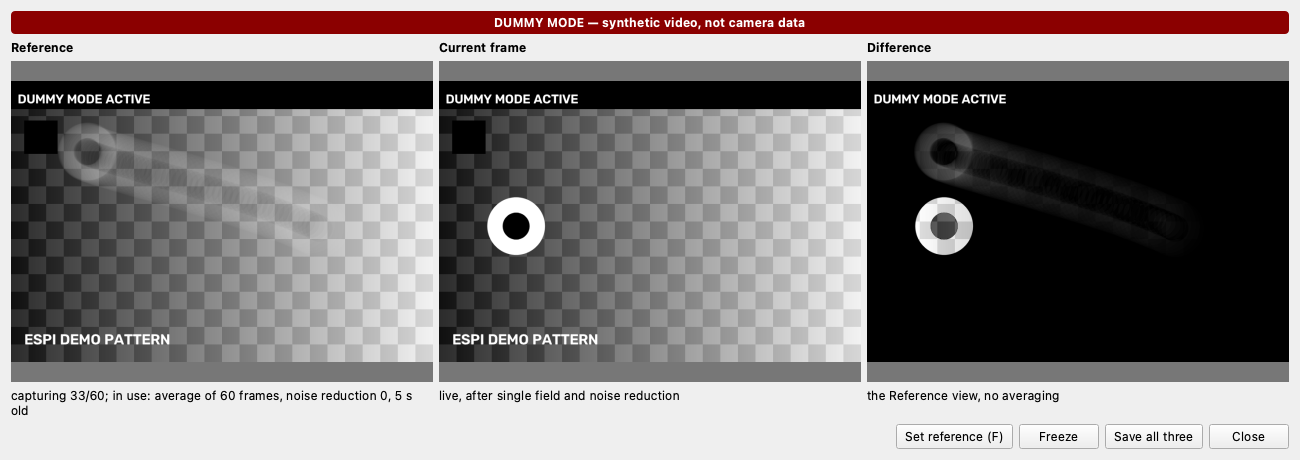 DUMMY MODE — synthetic video, not camera data
Reference
Current frame
Difference
DUMMY MODE ACTIVE
DUMMY MODE ACTIVE
DUMMY MODE ACTIVE
ESPI DEMO PATTERN
ESPI DEMO PATTERN
capturing 33/60; in use: average of 60 frames, noise reduction 0, 5 s
old
live, after single field and noise reduction
the Reference view, no averaging
Set reference (F)
Freeze
Save all three
Close